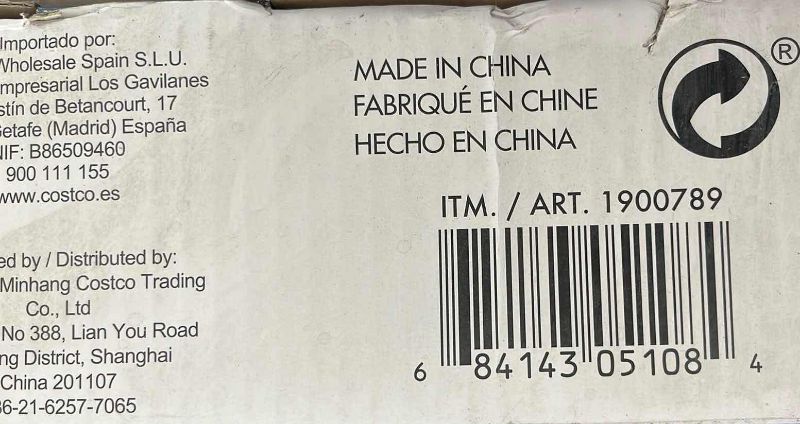 Importado por:
Wholesale Spain S.L.U.
mpresarial Los Gavilanes
stín de Betancourt, 17
Getafe (Madrid) España
NIF: B86509460
900 111 155
www.costco.es
ed by / Distributed by:
Minhang Costco Trading
Co., Ltd
No 388, Lian You Road
ng District, Shanghai
China 201107
86-21-6257-7065
MADE IN CHINA
FABRIQUÉ EN CHINE
HECHO EN CHINA
®
ITM. / ART. 1900789
6 84143 05108 4